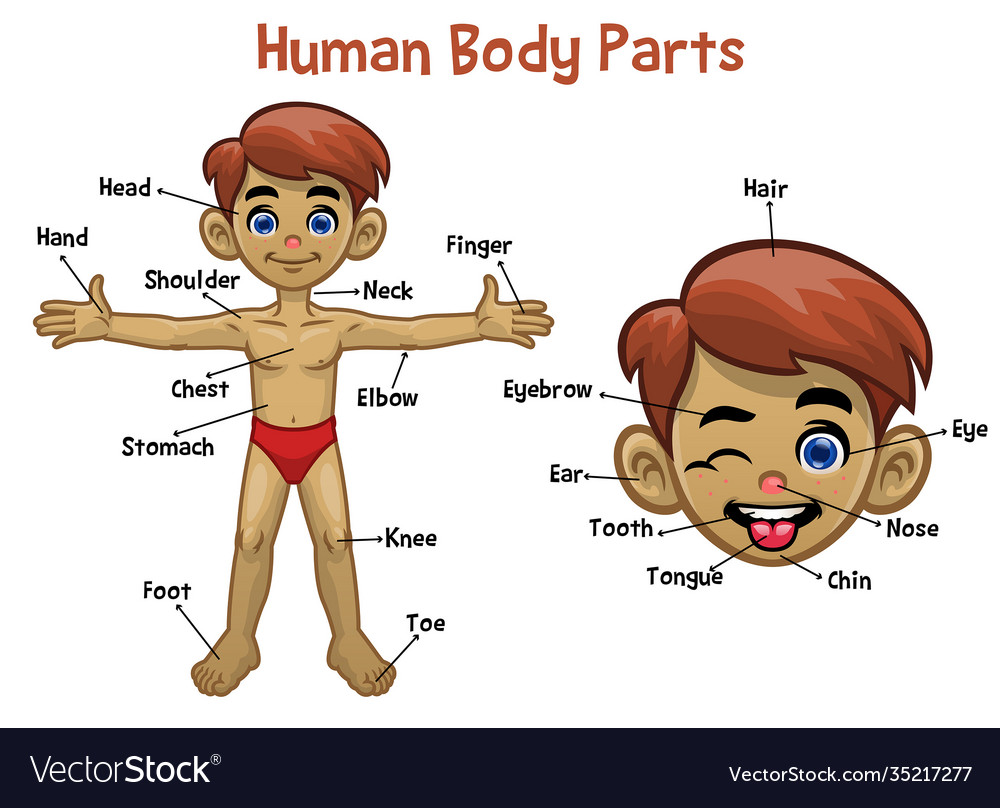 Human Body Parts
Head
Hand
Shoulder
Neck
Finger
Chest
Elbow
Stomach
Knee
Foot
Toe
Hair
Eyebrow
Eye
Ear
Tooth
Nose
Tongue
Chin
VectorStock®
VectorStock.com/35217277